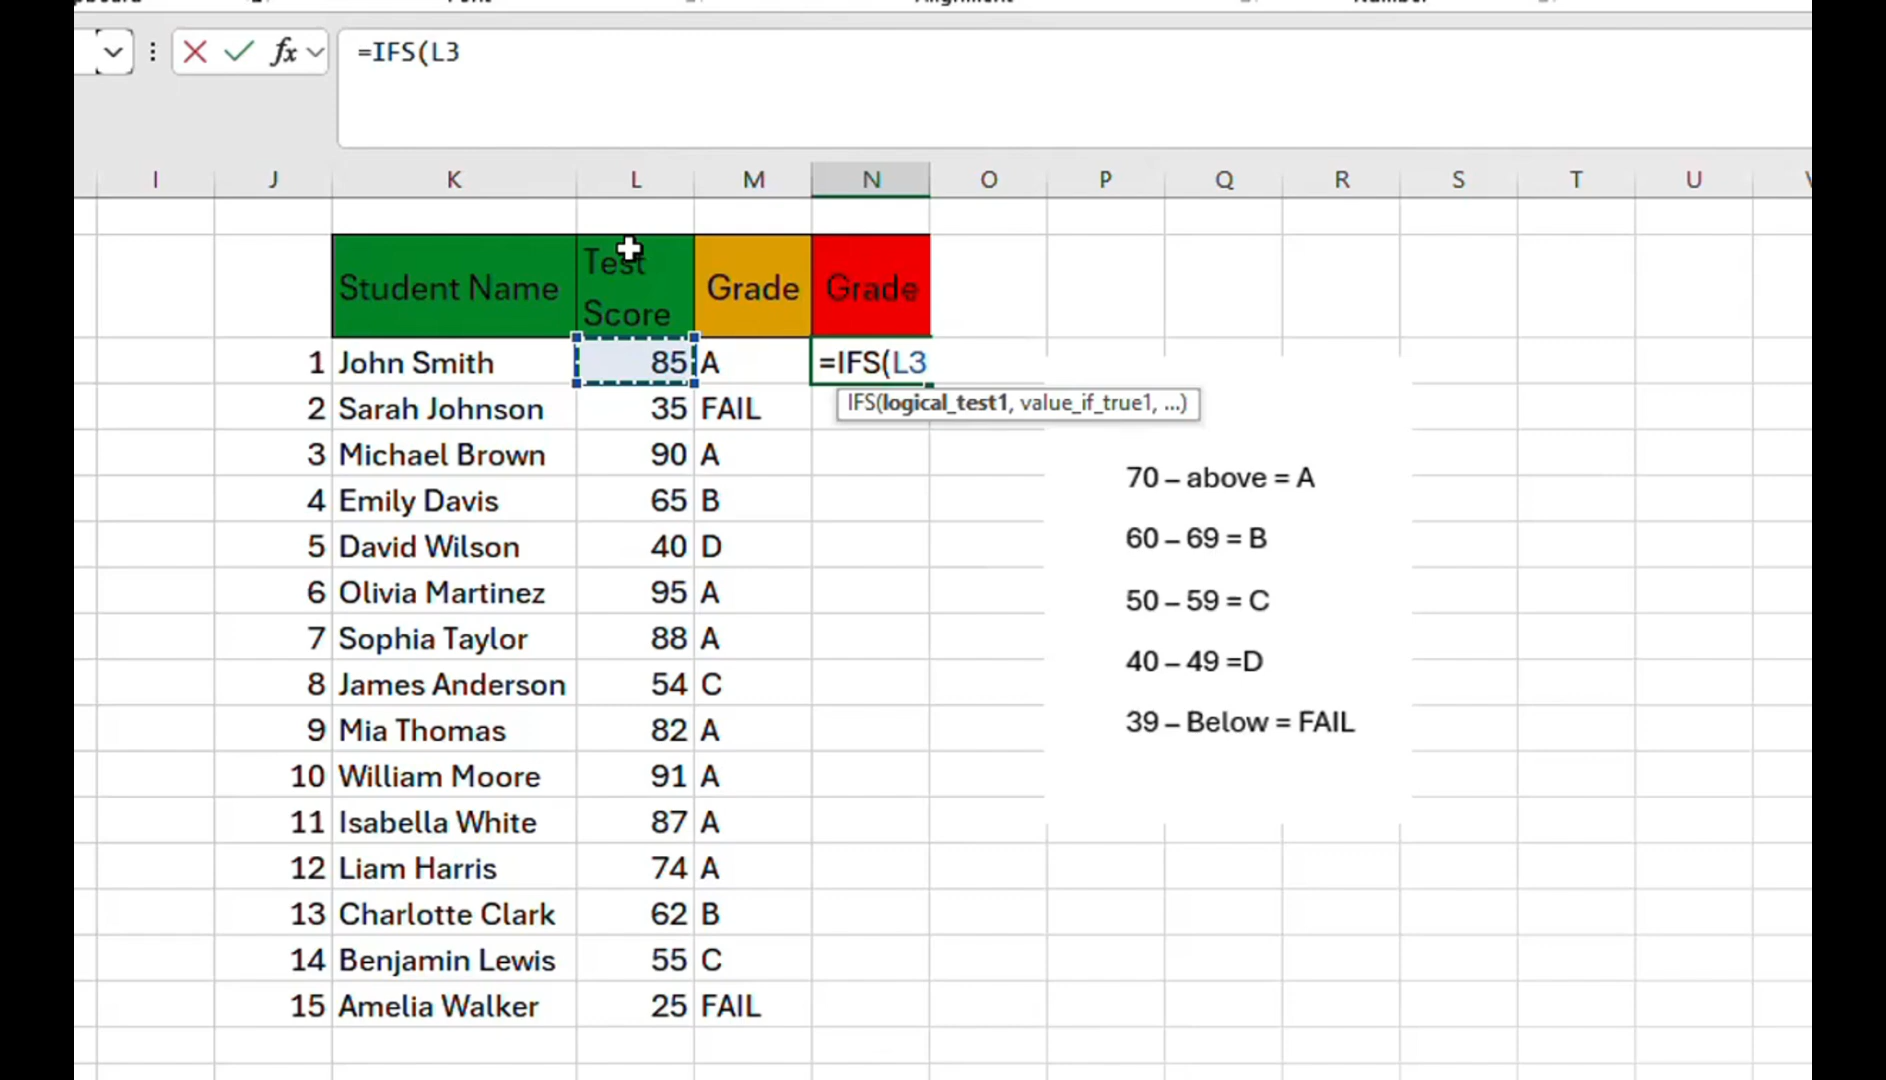 =IFS(L3
I J K L M N O P Q R S T U
Student Name Test Score Grade Grade
1 John Smith 85 A =IFS(L3
IFS(logical_test1, value_if_true1, ...)
2 Sarah Johnson 35 FAIL
3 Michael Brown 90 A
4 Emily Davis 65 B
5 David Wilson 40 D
6 Olivia Martinez 95 A
7 Sophia Taylor 88 A
8 James Anderson 54 C
9 Mia Thomas 82 A
10 William Moore 91 A
11 Isabella White 87 A
12 Liam Harris 74 A
13 Charlotte Clark 62 B
14 Benjamin Lewis 55 C
15 Amelia Walker 25 FAIL
70 – above = A
60 – 69 = B
50 – 59 = C
40 – 49 =D
39 – Below = FAIL